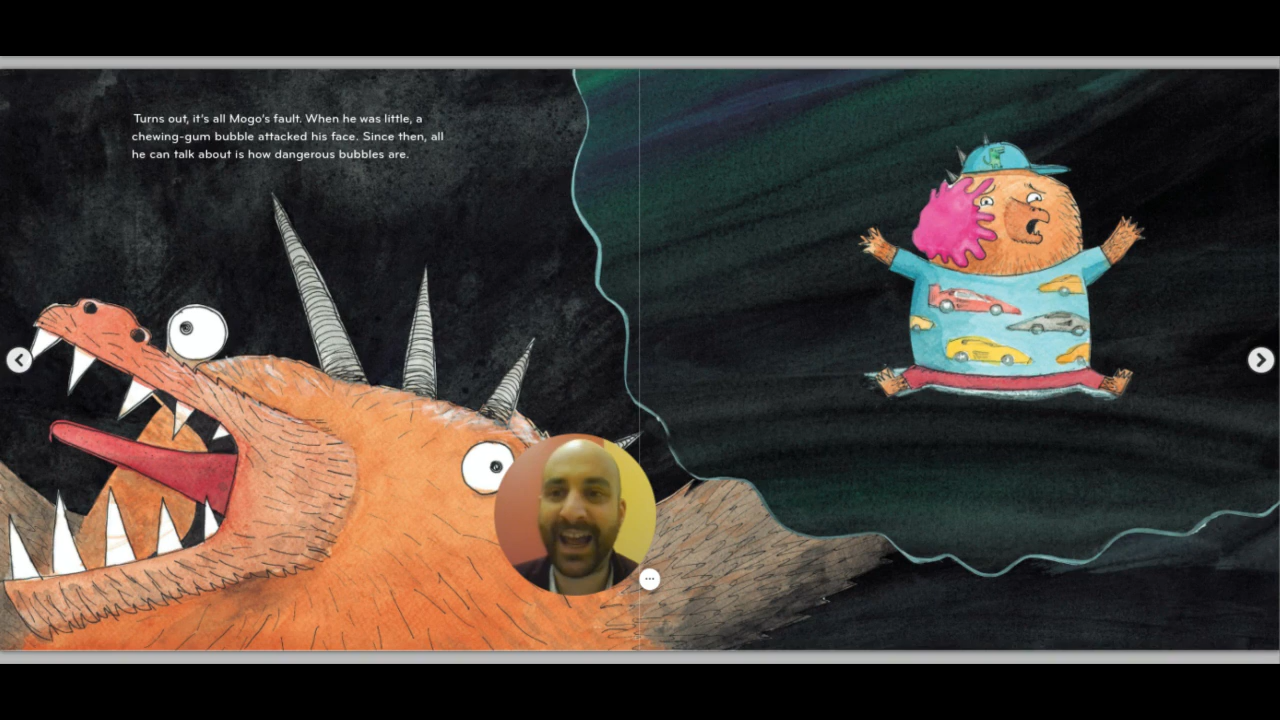 Turns out, it's all Mogo's fault. When he was little, a
chewing-gum bubble attacked his face. Since then, all
he can talk about is how dangerous bubbles are.